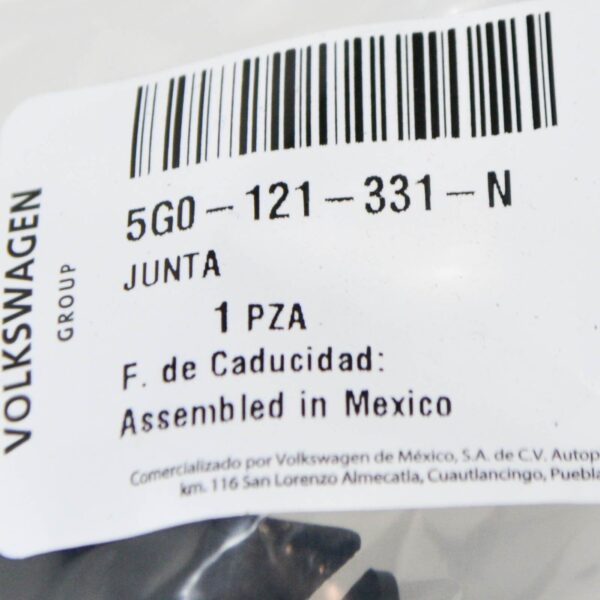 VOLKSWAGEN
GROUP
5G0-121-331-N
JUNTA
1 PZA
F. de Caducidad:
Assembled in Mexico
Comercializado por Volkswagen de México, S.A. de C.V. Autop
km. 116 San Lorenzo Almecatla, Cuautlancingo, Puebla